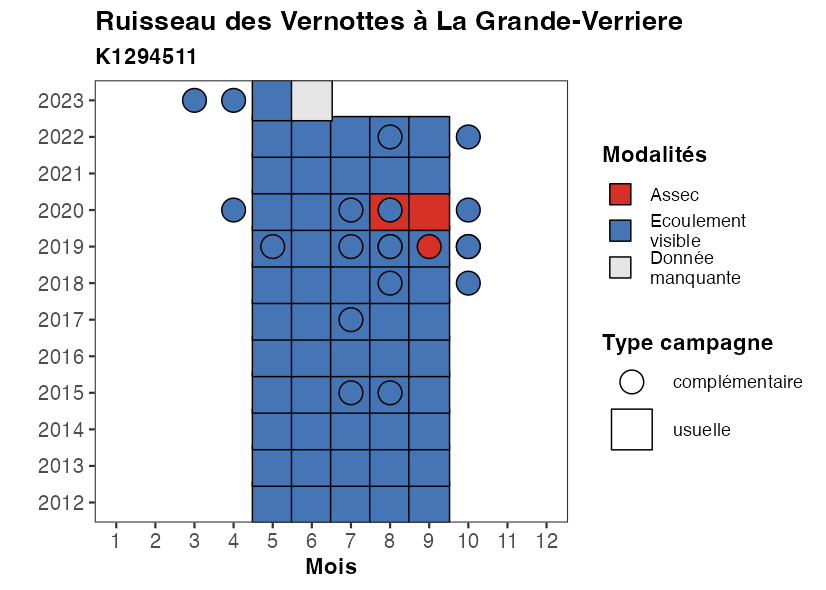 Ruisseau des Vernottes à La Grande-Verriere
K1294511
2023
2022
2021
2020
2019
2018
2017
2016
2015
2014
2013
2012
1 2 3 4 5 6 7 8 9 10 11 12
Mois
Modalités
Assec
Ecoulement
visible
Donnée
manquante
Type campagne
complémentaire
usuelle